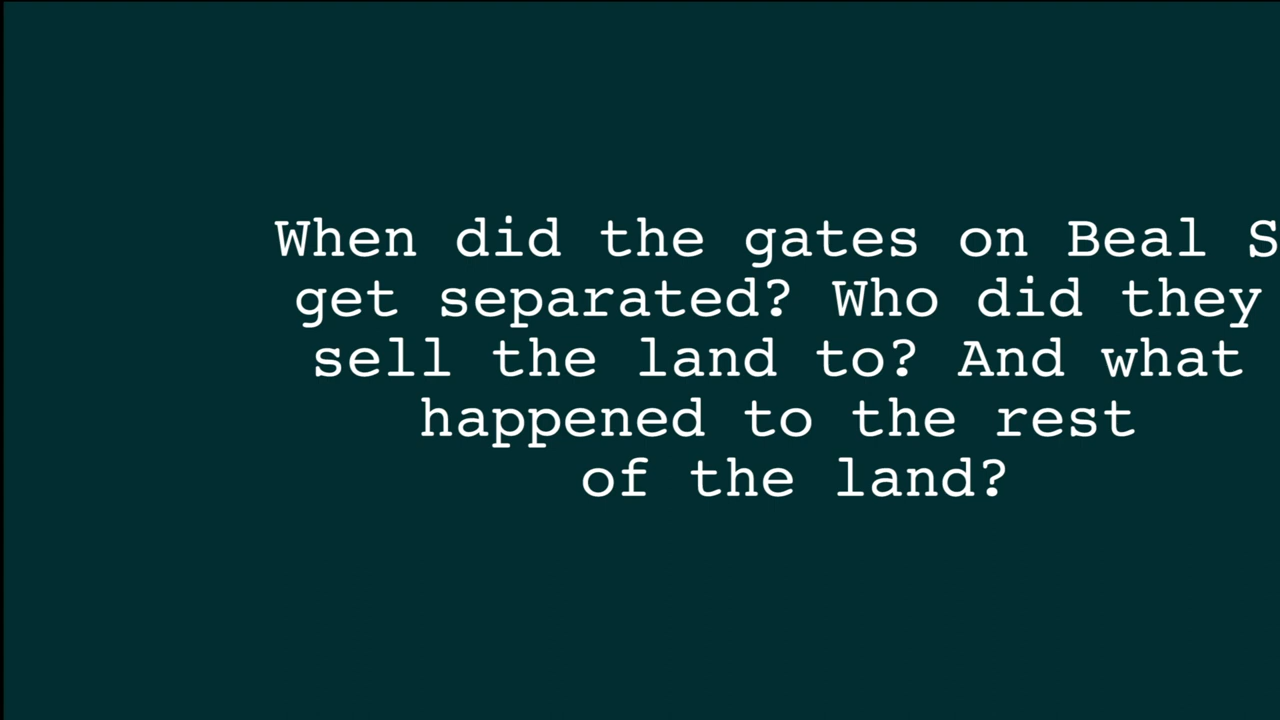 When did the gates on Beal S
get separated? Who did they
sell the land to? And what
happened to the rest
of the land?